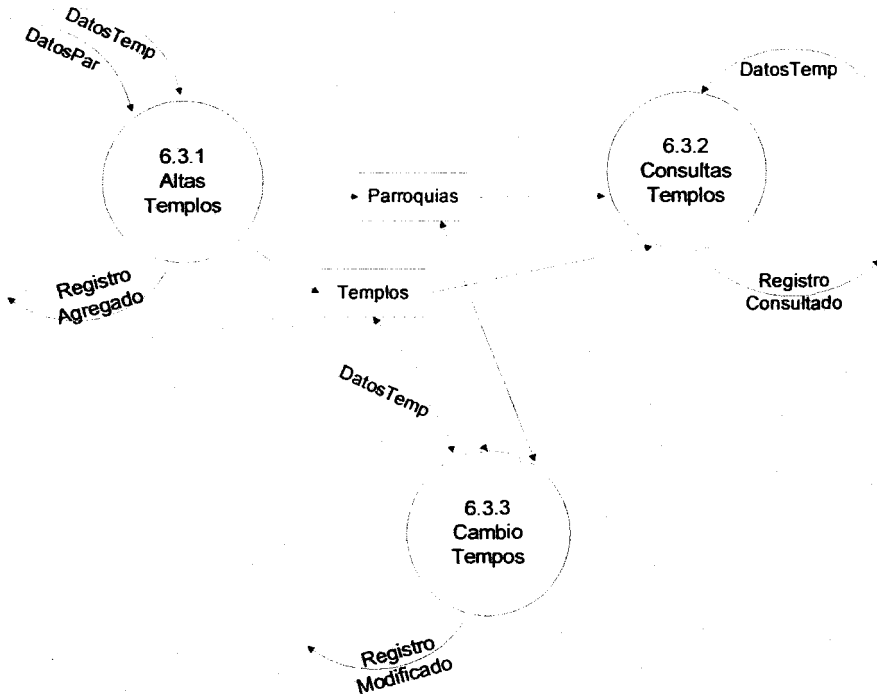 DatosTemp
DatosPar
6.3.1
Altas
Templos
Registro
Agregado
Parroquias
Templos
DatosTemp
6.3.2
Consultas
Templos
Registro
Consultado
DatosTemp
6.3.3
Cambio
Tempos
Registro
Modificado